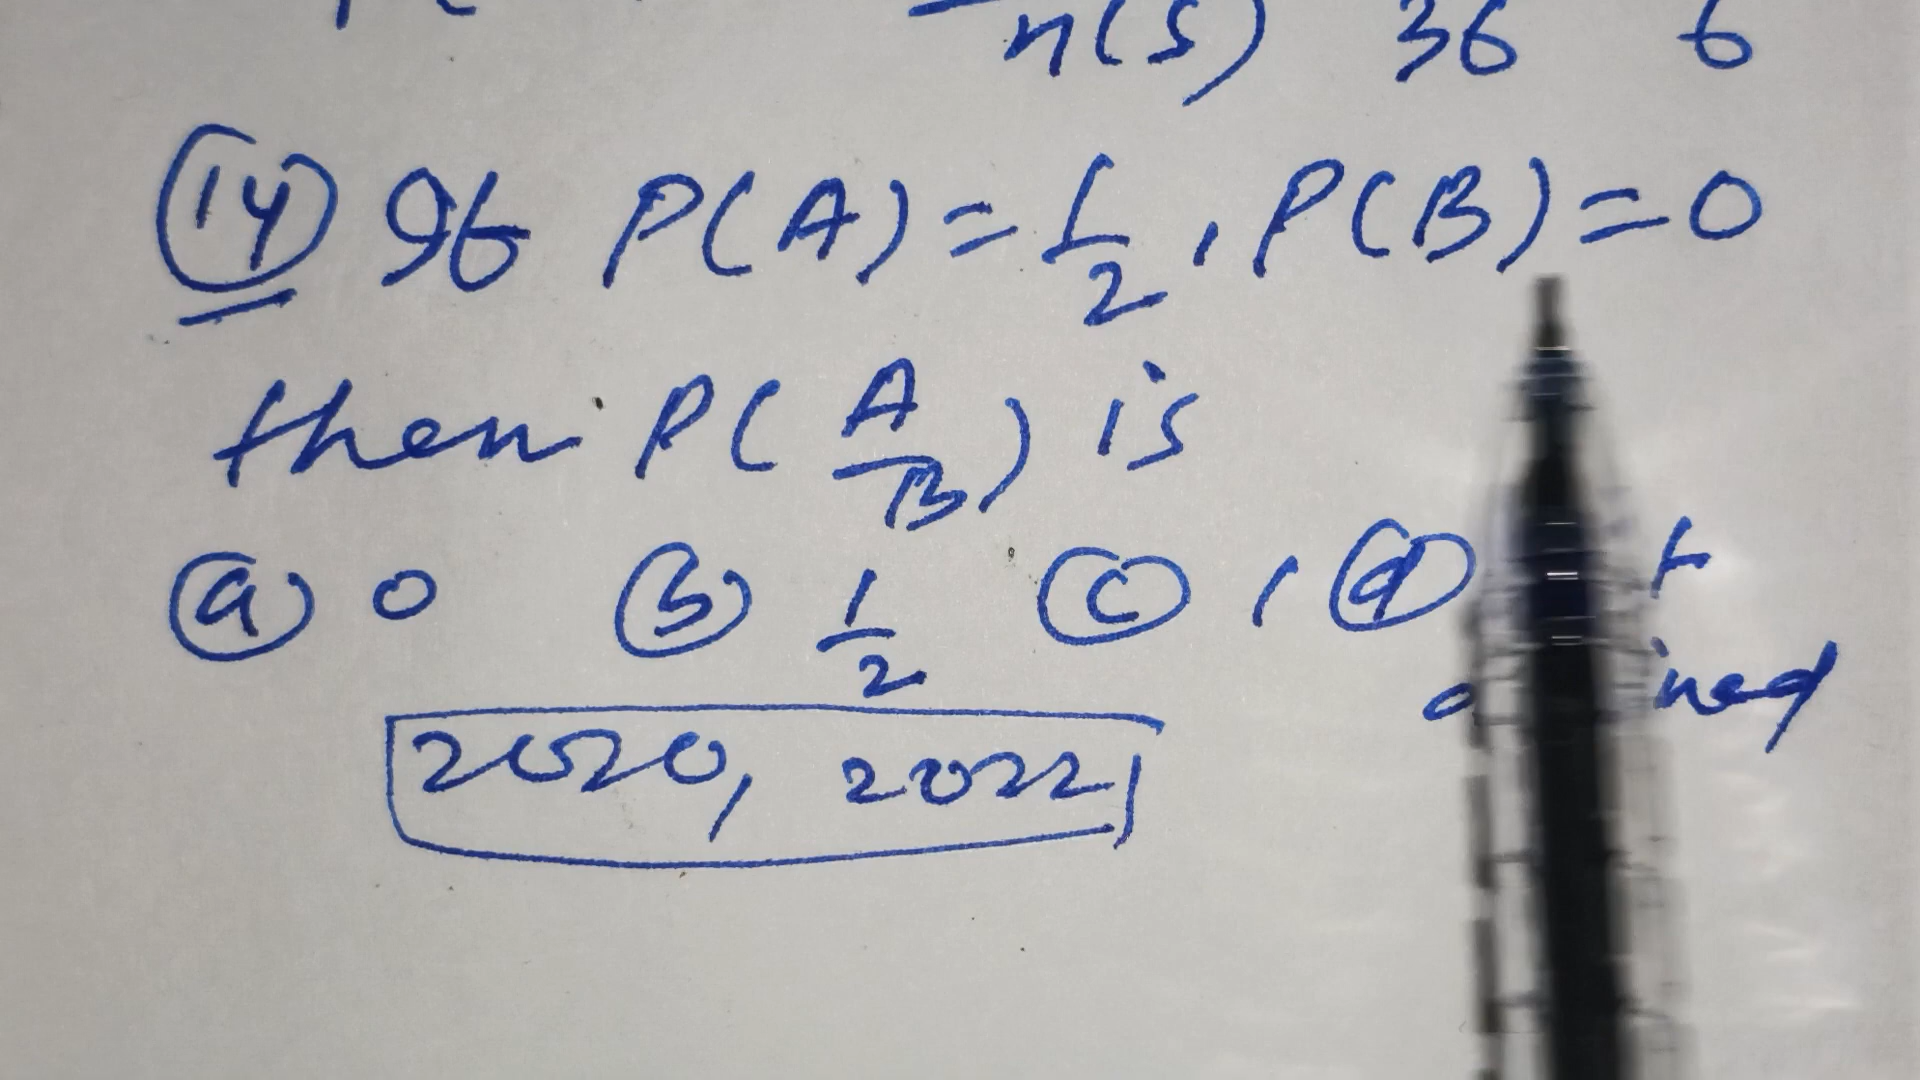 n(S) 36 6
(14) If P(A) = 1/2, P(B) = 0
then P(A/B) is
(a) 0 (b) 1/2 (c) 1 (d)
2020, 2022